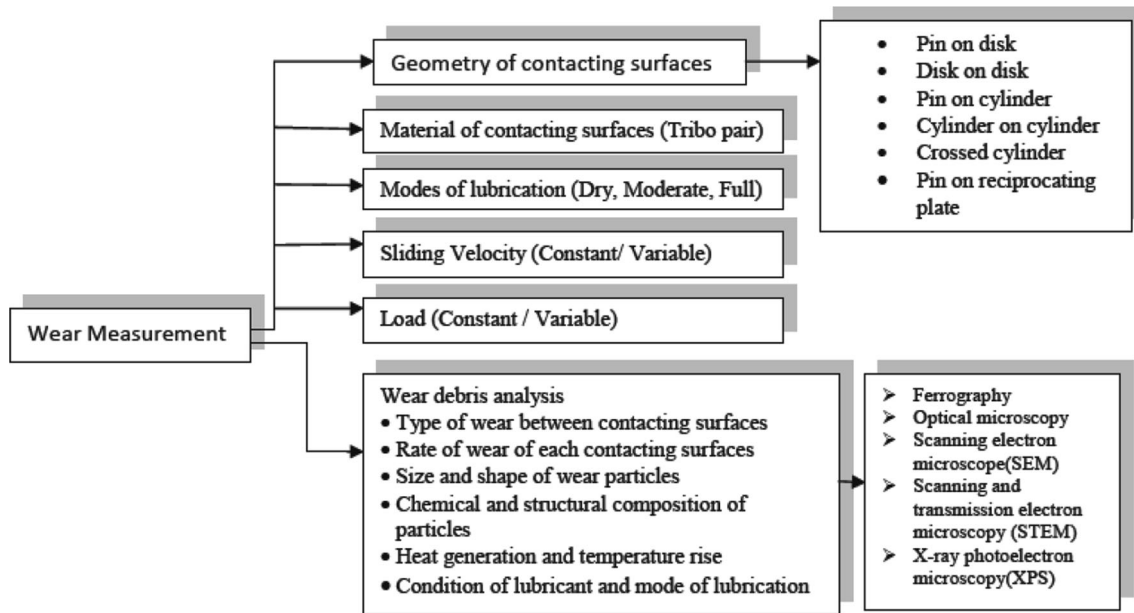 Wear Measurement
Geometry of contacting surfaces
• Pin on disk
• Disk on disk
• Pin on cylinder
• Cylinder on cylinder
• Crossed cylinder
• Pin on reciprocating
plate
Material of contacting surfaces (Tribo pair)
Modes of lubrication (Dry, Moderate, Full)
Sliding Velocity (Constant/ Variable)
Load (Constant / Variable)
Wear debris analysis
• Type of wear between contacting surfaces
• Rate of wear of each contacting surfaces
• Size and shape of wear particles
• Chemical and structural composition of
particles
• Heat generation and temperature rise
• Condition of lubricant and mode of lubrication
➢ Ferrography
➢ Optical microscopy
➢ Scanning electron
microscope(SEM)
➢ Scanning and
transmission electron
microscopy (STEM)
➢ X-ray photoelectron
microscopy(XPS)